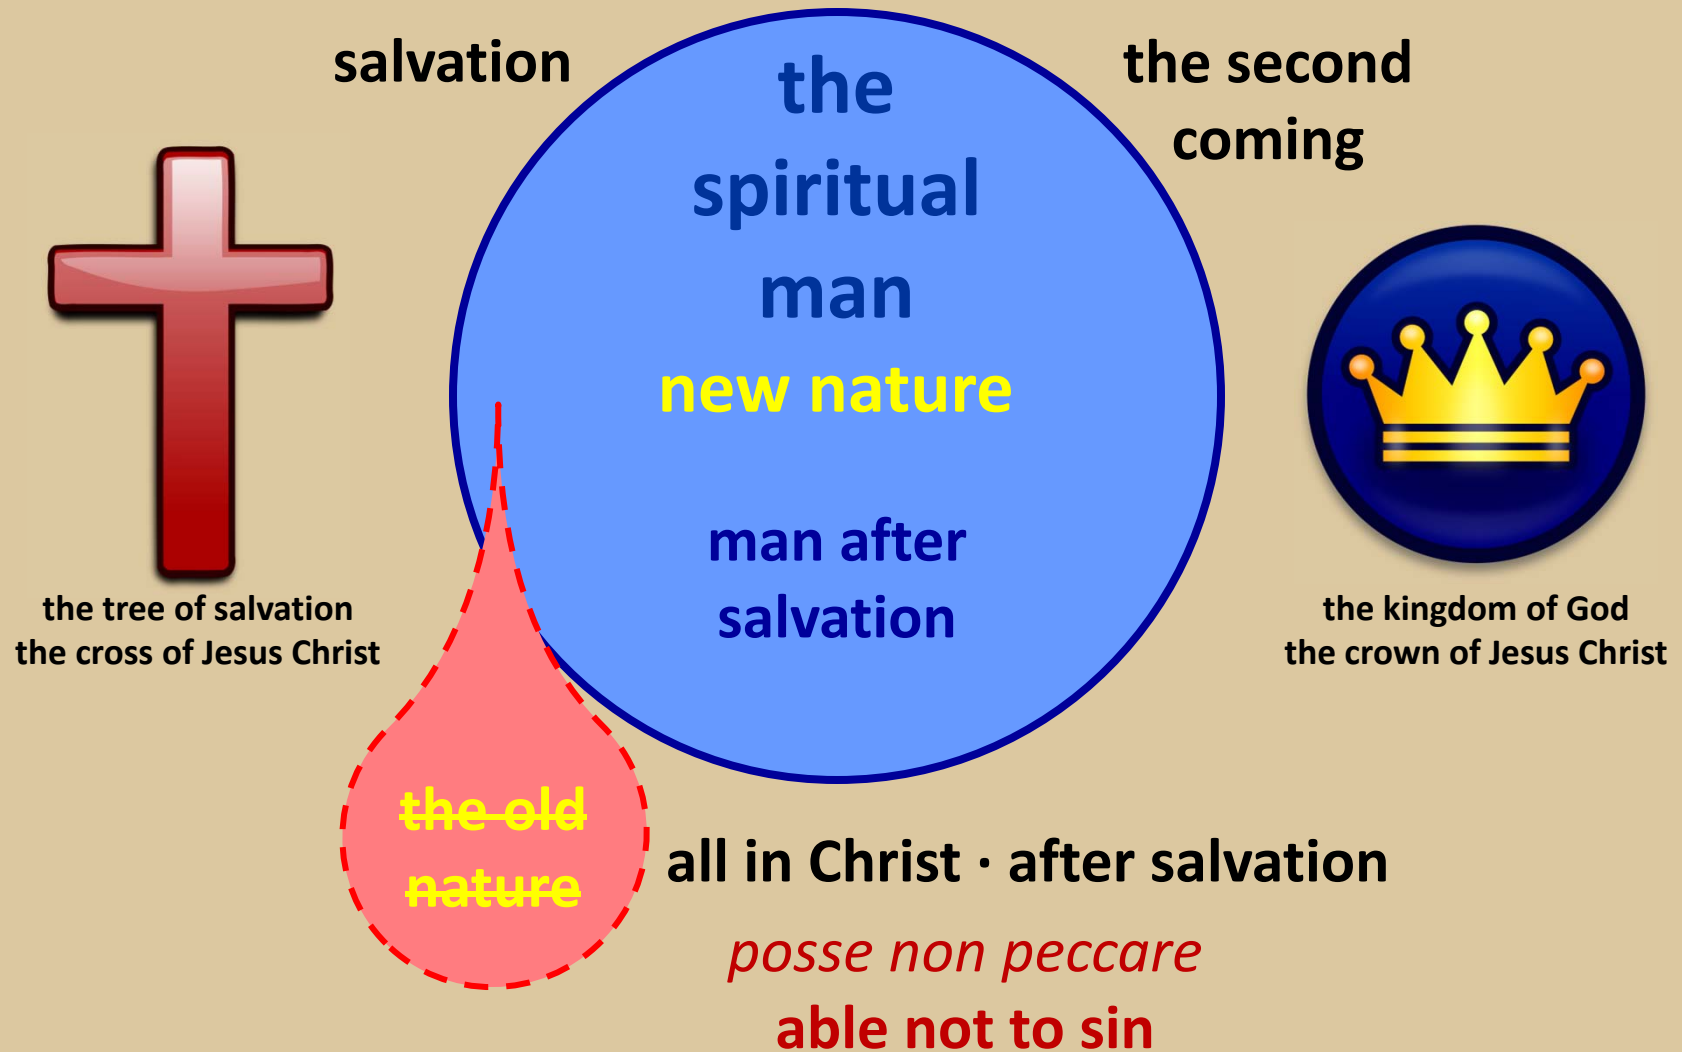 salvation
the
spiritual
man
new nature
man after
salvation
the second
coming
the tree of salvation
the cross of Jesus Christ
the kingdom of God
the crown of Jesus Christ
the old
nature
all in Christ · after salvation
posse non peccare
able not to sin